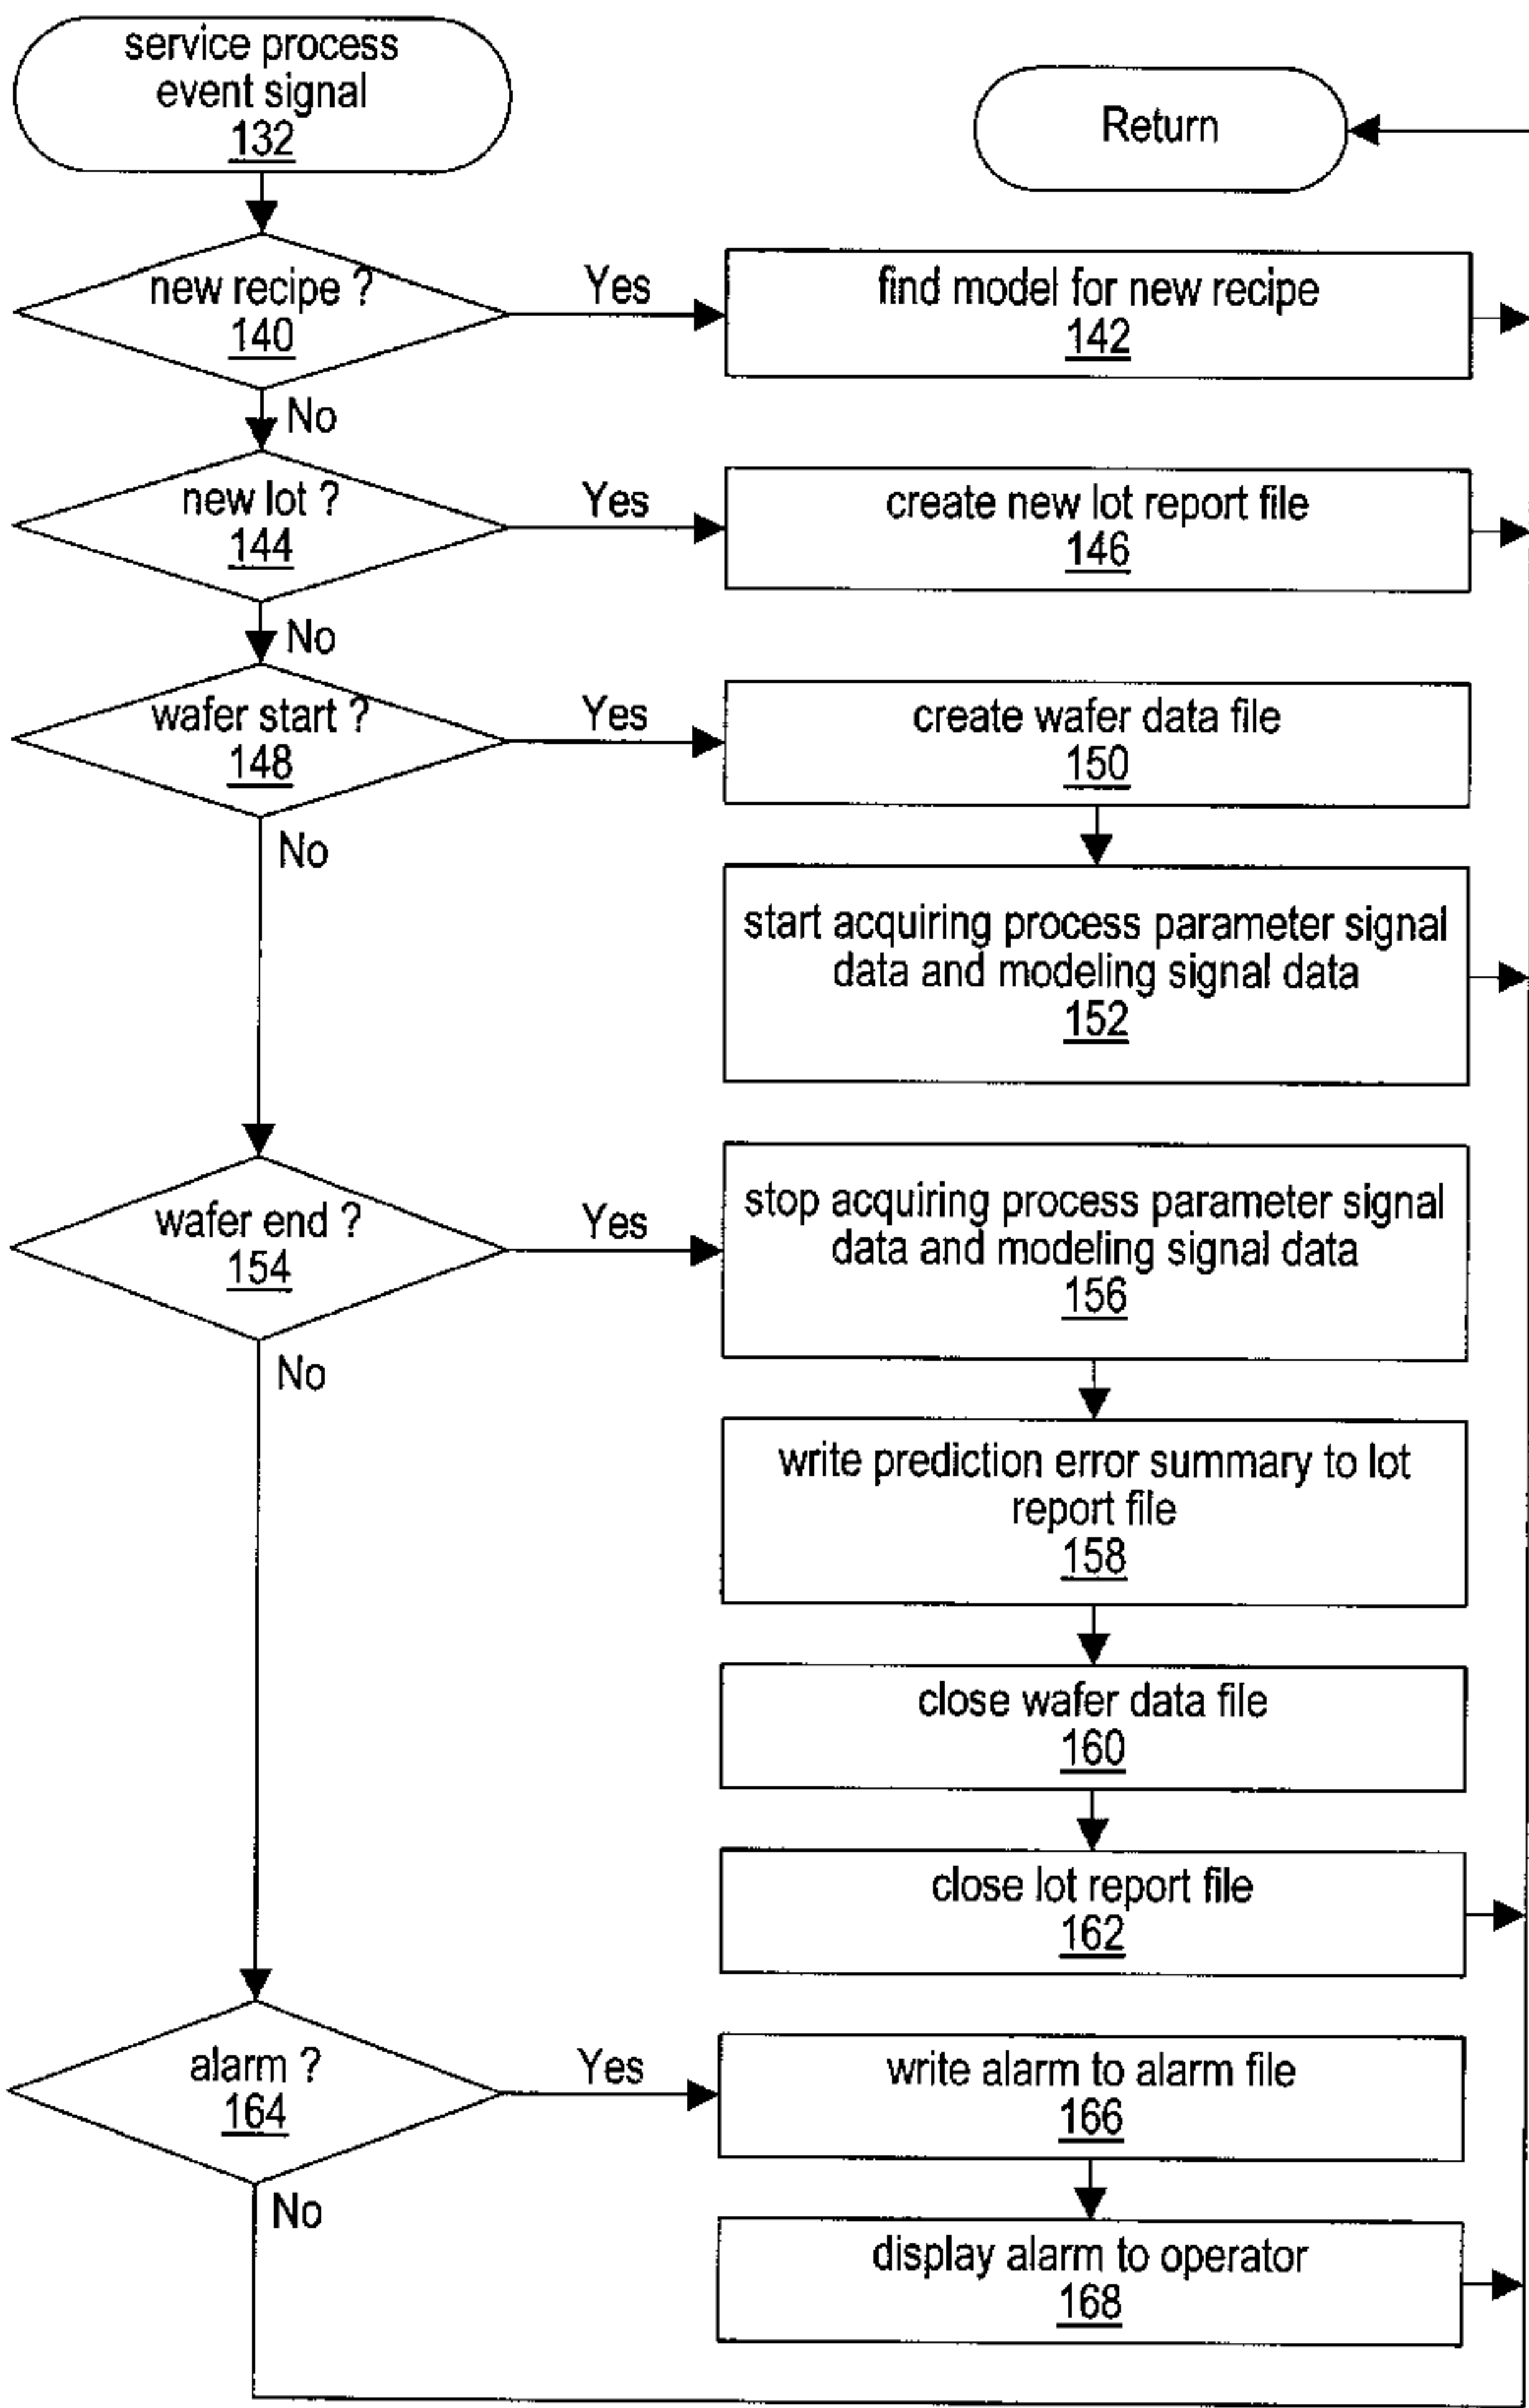 service process
event signal
132
Return
new recipe ?
140
Yes
find model for new recipe
142
No
new lot ?
144
Yes
create new lot report file
146
No
wafer start ?
148
Yes
create wafer data file
150
No
start acquiring process parameter signal
data and modeling signal data
152
wafer end ?
154
Yes
stop acquiring process parameter signal
data and modeling signal data
156
No
write prediction error summary to lot
report file
158
close wafer data file
160
close lot report file
162
alarm ?
164
Yes
write alarm to alarm file
166
No
display alarm to operator
168